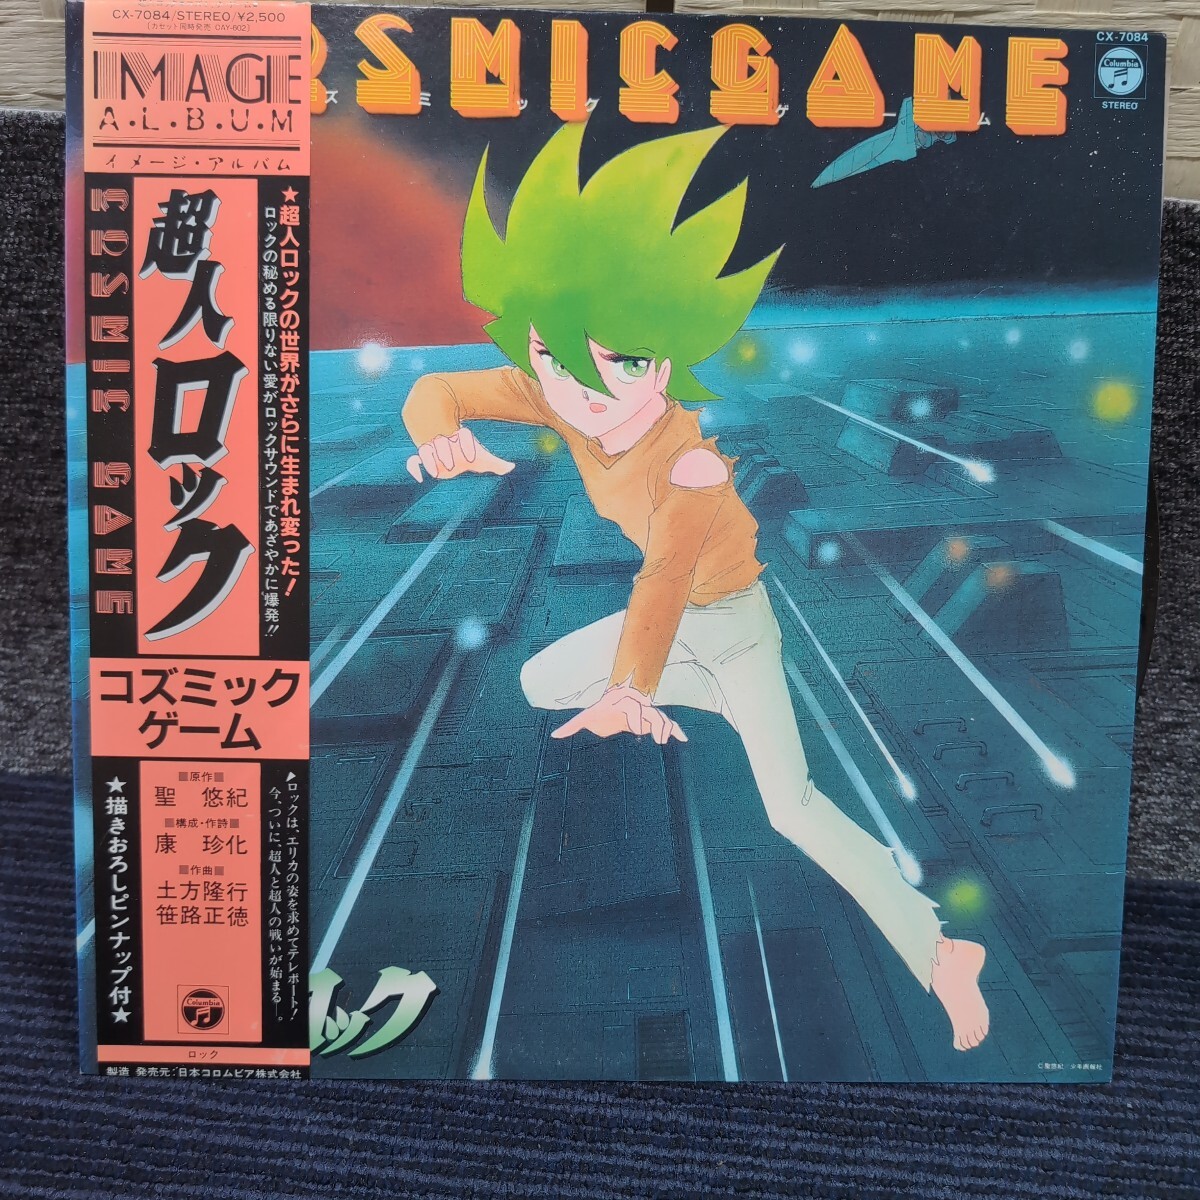 CX-7084/STEREO/¥2,500
[カセット同時発売 CAY-602]
IMAGE
A.L.B.U.M
イメージ・アルバム
COSMIC GAME
超人ロック
★超人ロックの世界がさらに生まれ変った!
ロックの秘める限りない愛がロックサウンドであざやかに爆発!!
コズミック
ゲーム
■原作■
聖 悠紀
■構成・作詩■
康 珍化
■作曲■
土方隆行
笹路正徳
★描きおろしピンナップ付★
ロックは、エリカの姿を求めてテレポート!
今、ついに、超人と超人の戦いが始まる—。
Columbia
ロック
製造 発売元:日本コロムビア株式会社
OSMICGAME
ズミックゲーム
CX-7084
Columbia
STEREO
ロック
©聖悠紀 少年画報社